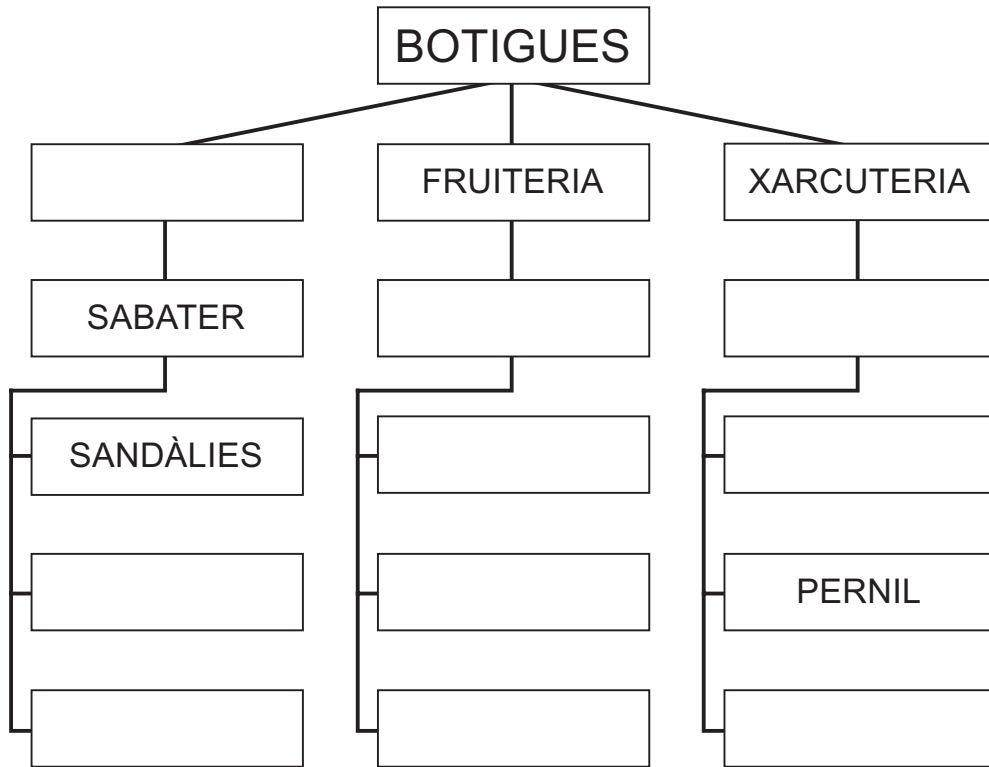 BOTIGUES
FRUITERIA
XARCUTERIA
SABATER
SANDÀLIES
PERNIL